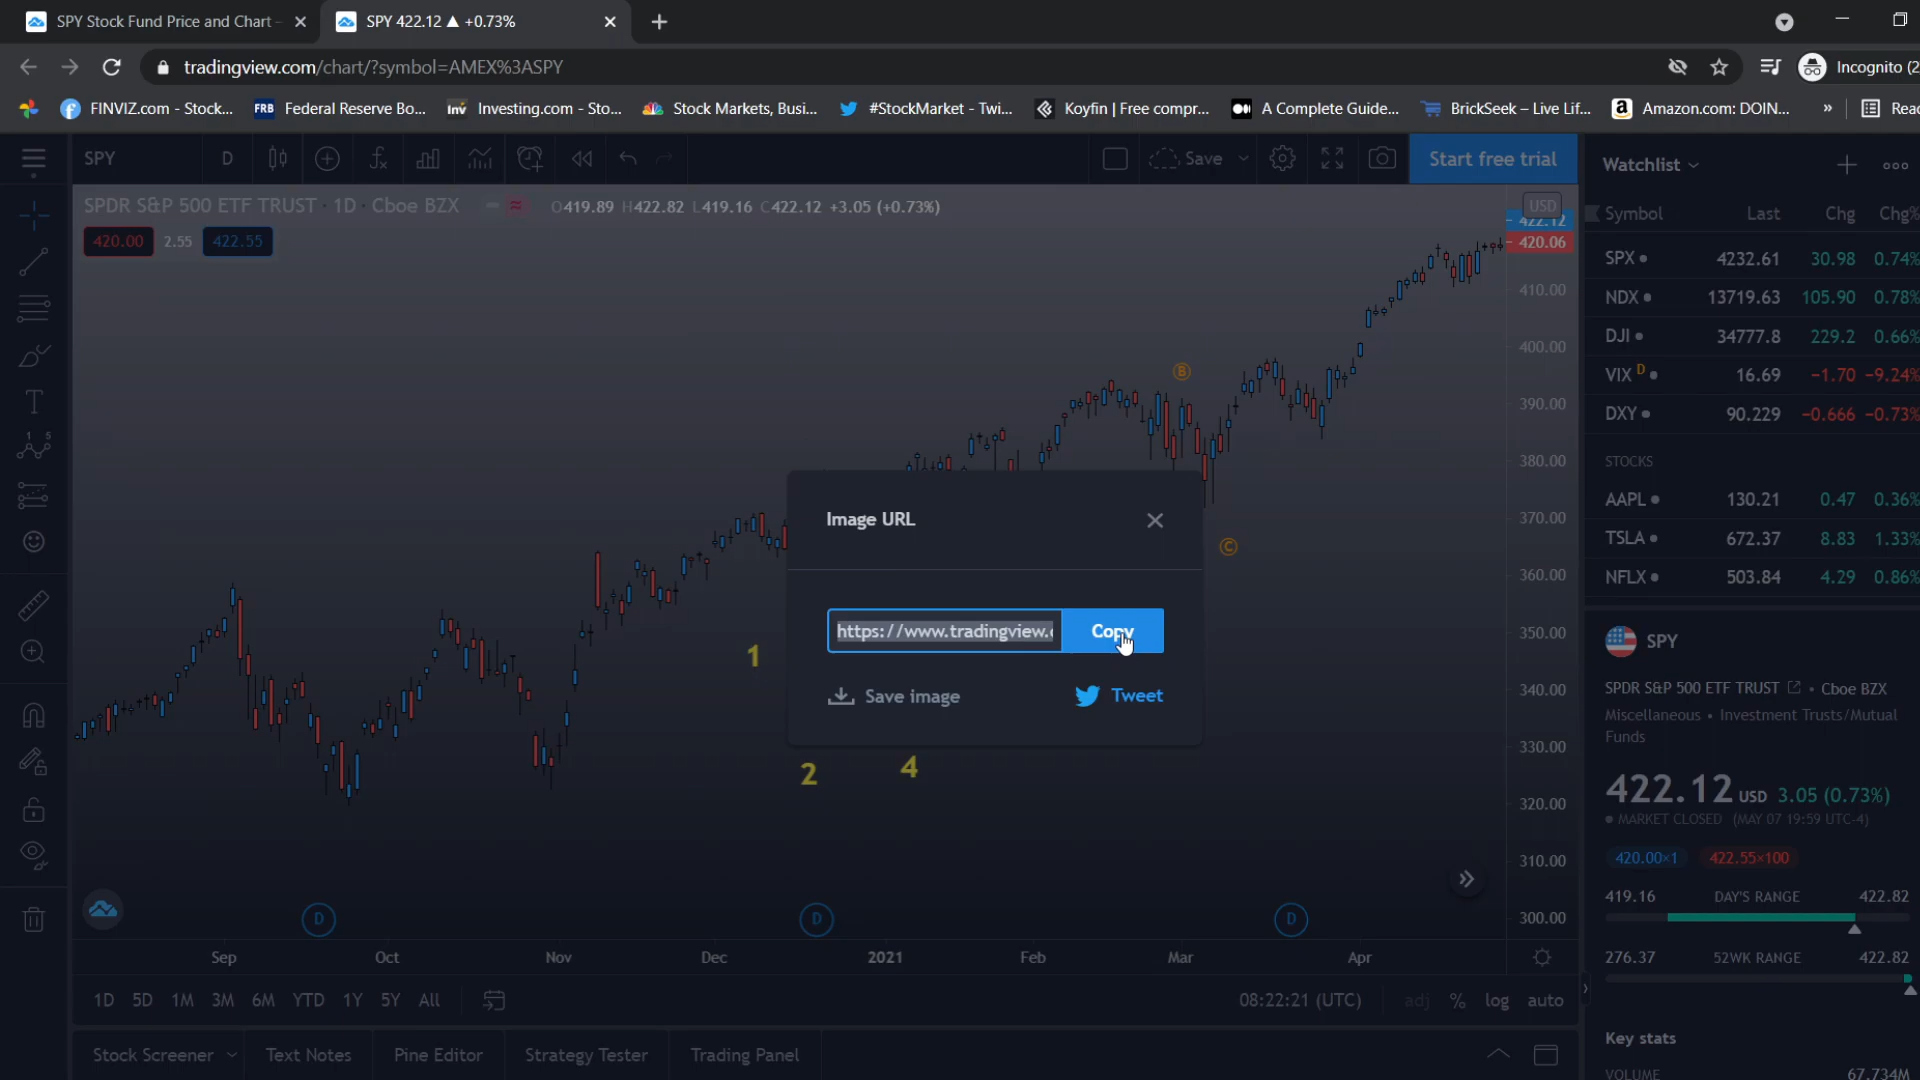 SPY Stock Fund Price and Chart -
SPY 422.12 ▲ +0.73%
tradingview.com/chart/?symbol=AMEX%3ASPY
Incognito (2
FINVIZ.com - Stock...
FRB Federal Reserve Bo...
Inv Investing.com - Sto...
Stock Markets, Busi...
#StockMarket - Twi...
Koyfin | Free compr...
A Complete Guide...
BrickSeek – Live Lif...
Amazon.com: DOIN...
»
Rea
SPY
D
Save
Start free trial
Watchlist
SPDR S&P 500 ETF TRUST · 1D · Cboe BZX
O419.89 H422.82 L419.16 C422.12 +3.05 (+0.73%)
420.00 2.55 422.55
USD
422.12
420.06
410.00
400.00
390.00
380.00
370.00
360.00
350.00
340.00
330.00
320.00
310.00
300.00
B
C
1
2
4
Image URL
https://www.tradingview.
Copy
Save image
Tweet
D D D
Sep Oct Nov Dec 2021 Feb Mar Apr
1D 5D 1M 3M 6M YTD 1Y 5Y All
08:22:21 (UTC)
adj % log auto
Stock Screener Text Notes Pine Editor Strategy Tester Trading Panel
Symbol Last Chg Chg%
SPX 4232.61 30.98 0.74%
NDX 13719.63 105.90 0.78%
DJI 34777.8 229.2 0.66%
VIX D 16.69 −1.70 −9.24%
DXY 90.229 −0.666 −0.73%
STOCKS
AAPL 130.21 0.47 0.36%
TSLA 672.37 8.83 1.33%
NFLX 503.84 4.29 0.86%
SPY
SPDR S&P 500 ETF TRUST • Cboe BZX
Miscellaneous • Investment Trusts/Mutual
Funds
422.12 USD 3.05 (0.73%)
● MARKET CLOSED (MAY 07 19:59 UTC-4)
420.00×1 422.55×100
419.16 DAY'S RANGE 422.82
276.37 52WK RANGE 422.82
Key stats
VOLUME 67.734M